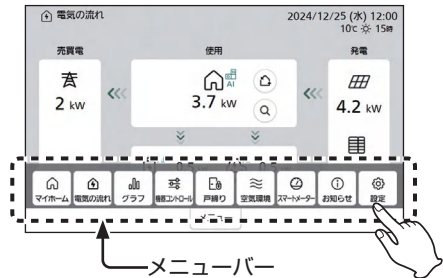 電気の流れ
2024/12/25 (水) 12:00
10℃ 15時
売買電
使用
発電
2 kW
AI
3.7 kW
4.2 kW
マイホーム 電気の流れ グラフ 機器コントロール 戸締り 空気環境 スマートメーター お知らせ 設定
メニュー
メニューバー